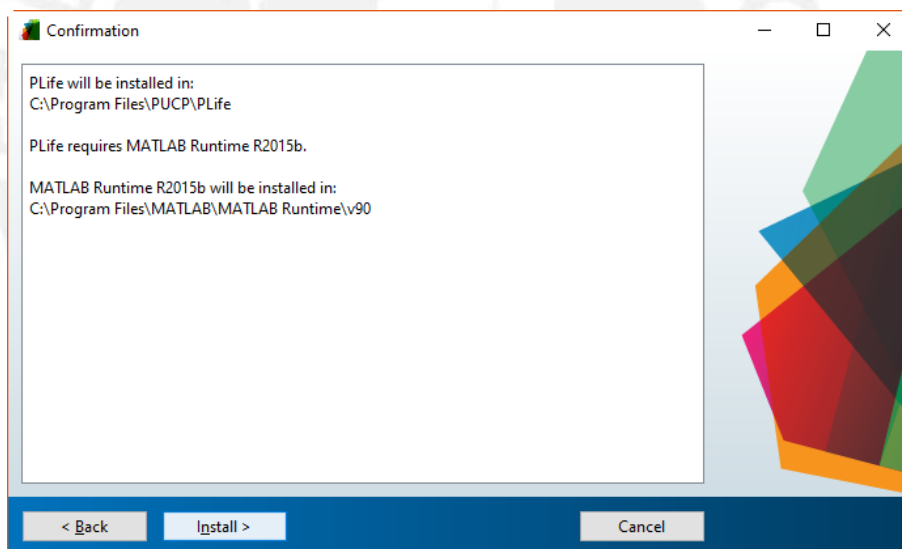 Confirmation
PLife will be installed in:
C:\Program Files\PUCP\PLife
PLife requires MATLAB Runtime R2015b.
MATLAB Runtime R2015b will be installed in:
C:\Program Files\MATLAB\MATLAB Runtime\v90
< Back
Install >
Cancel